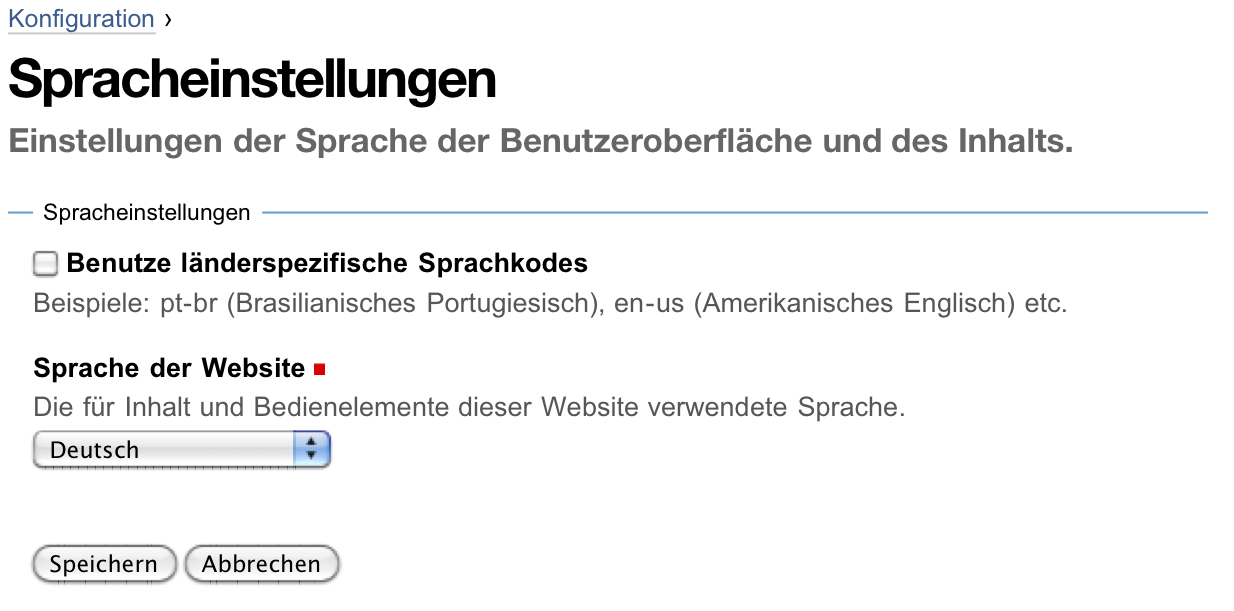 Konfiguration ›
Spracheinstellungen
Einstellungen der Sprache der Benutzeroberfläche und des Inhalts.
Spracheinstellungen
Benutze länderspezifische Sprachkodes
Beispiele: pt-br (Brasilianisches Portugiesisch), en-us (Amerikanisches Englisch) etc.
Sprache der Website
Die für Inhalt und Bedienelemente dieser Website verwendete Sprache.
Deutsch
Speichern Abbrechen